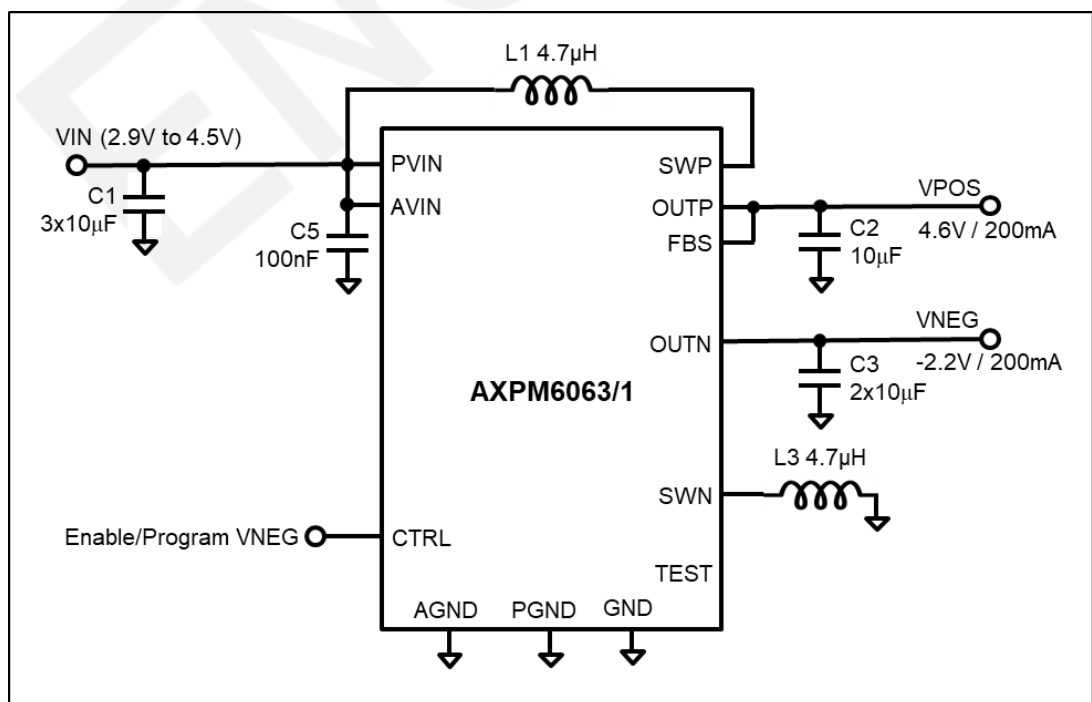 L1 4.7µH
VIN (2.9V to 4.5V)
PVIN
SWP
C1
3x10µF
AVIN
OUTP
VPOS
C5
100nF
FBS
C2
10µF
4.6V / 200mA
OUTN
VNEG
-2.2V / 200mA
C3
2x10µF
AXPM6063/1
L3 4.7µH
SWN
Enable/Program VNEG
CTRL
TEST
AGND
PGND
GND